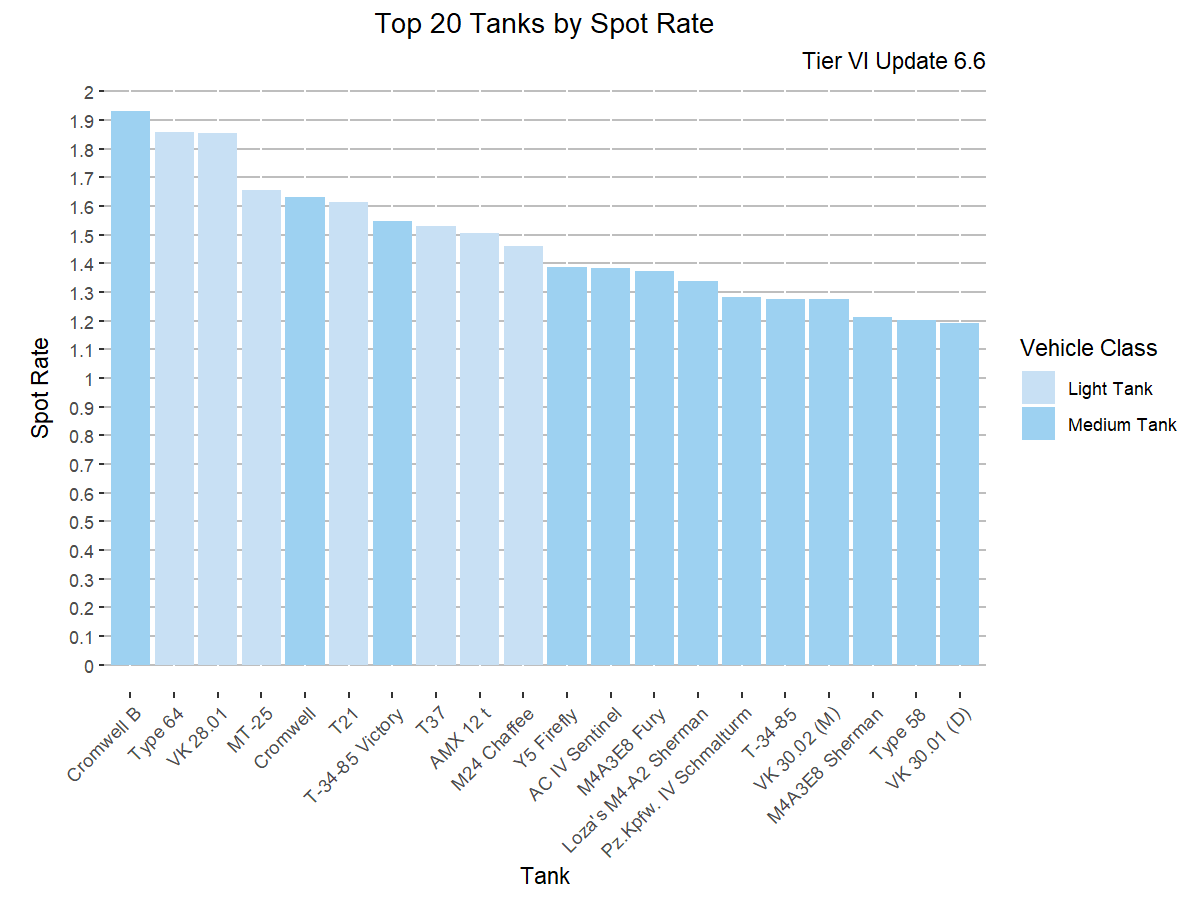 Top 20 Tanks by Spot Rate
Tier VI Update 6.6
2
1.9
1.8
1.7
1.6
1.5
1.4
1.3
1.2
1.1
1
0.9
0.8
0.7
0.6
0.5
0.4
0.3
0.2
0.1
0
Spot Rate
Cromwell B
Type 64
VK 28.01
MT-25
Cromwell
T21
T-34-85 Victory
T37
AMX 12 t
M24 Chaffee
Y5 Firefly
AC IV Sentinel
M4A3E8 Fury
Loza's M4-A2 Sherman
Pz.Kpfw. IV Schmalturm
T-34-85
VK 30.02 (M)
M4A3E8 Sherman
Type 58
VK 30.01 (D)
Tank
Vehicle Class
Light Tank
Medium Tank